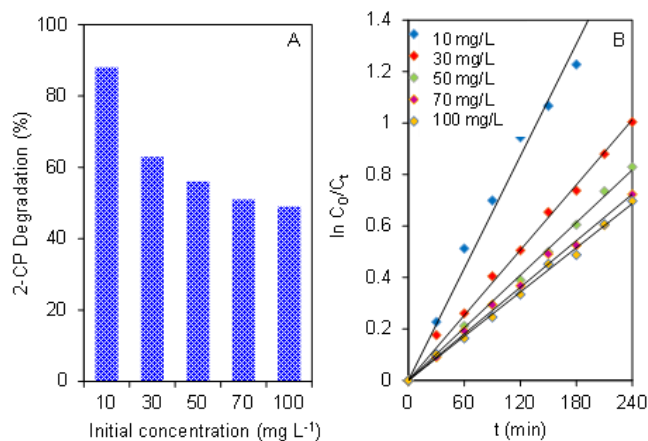 A
100
80
60
40
20
0
2-CP Degradation (%)
10 30 50 70 100
Initial concentration (mg L⁻¹)
B
1.4
1.2
1
0.8
0.6
0.4
0.2
0
ln C₀/Cₜ
10 mg/L
30 mg/L
50 mg/L
70 mg/L
100 mg/L
0 60 120 180 240
t (min)